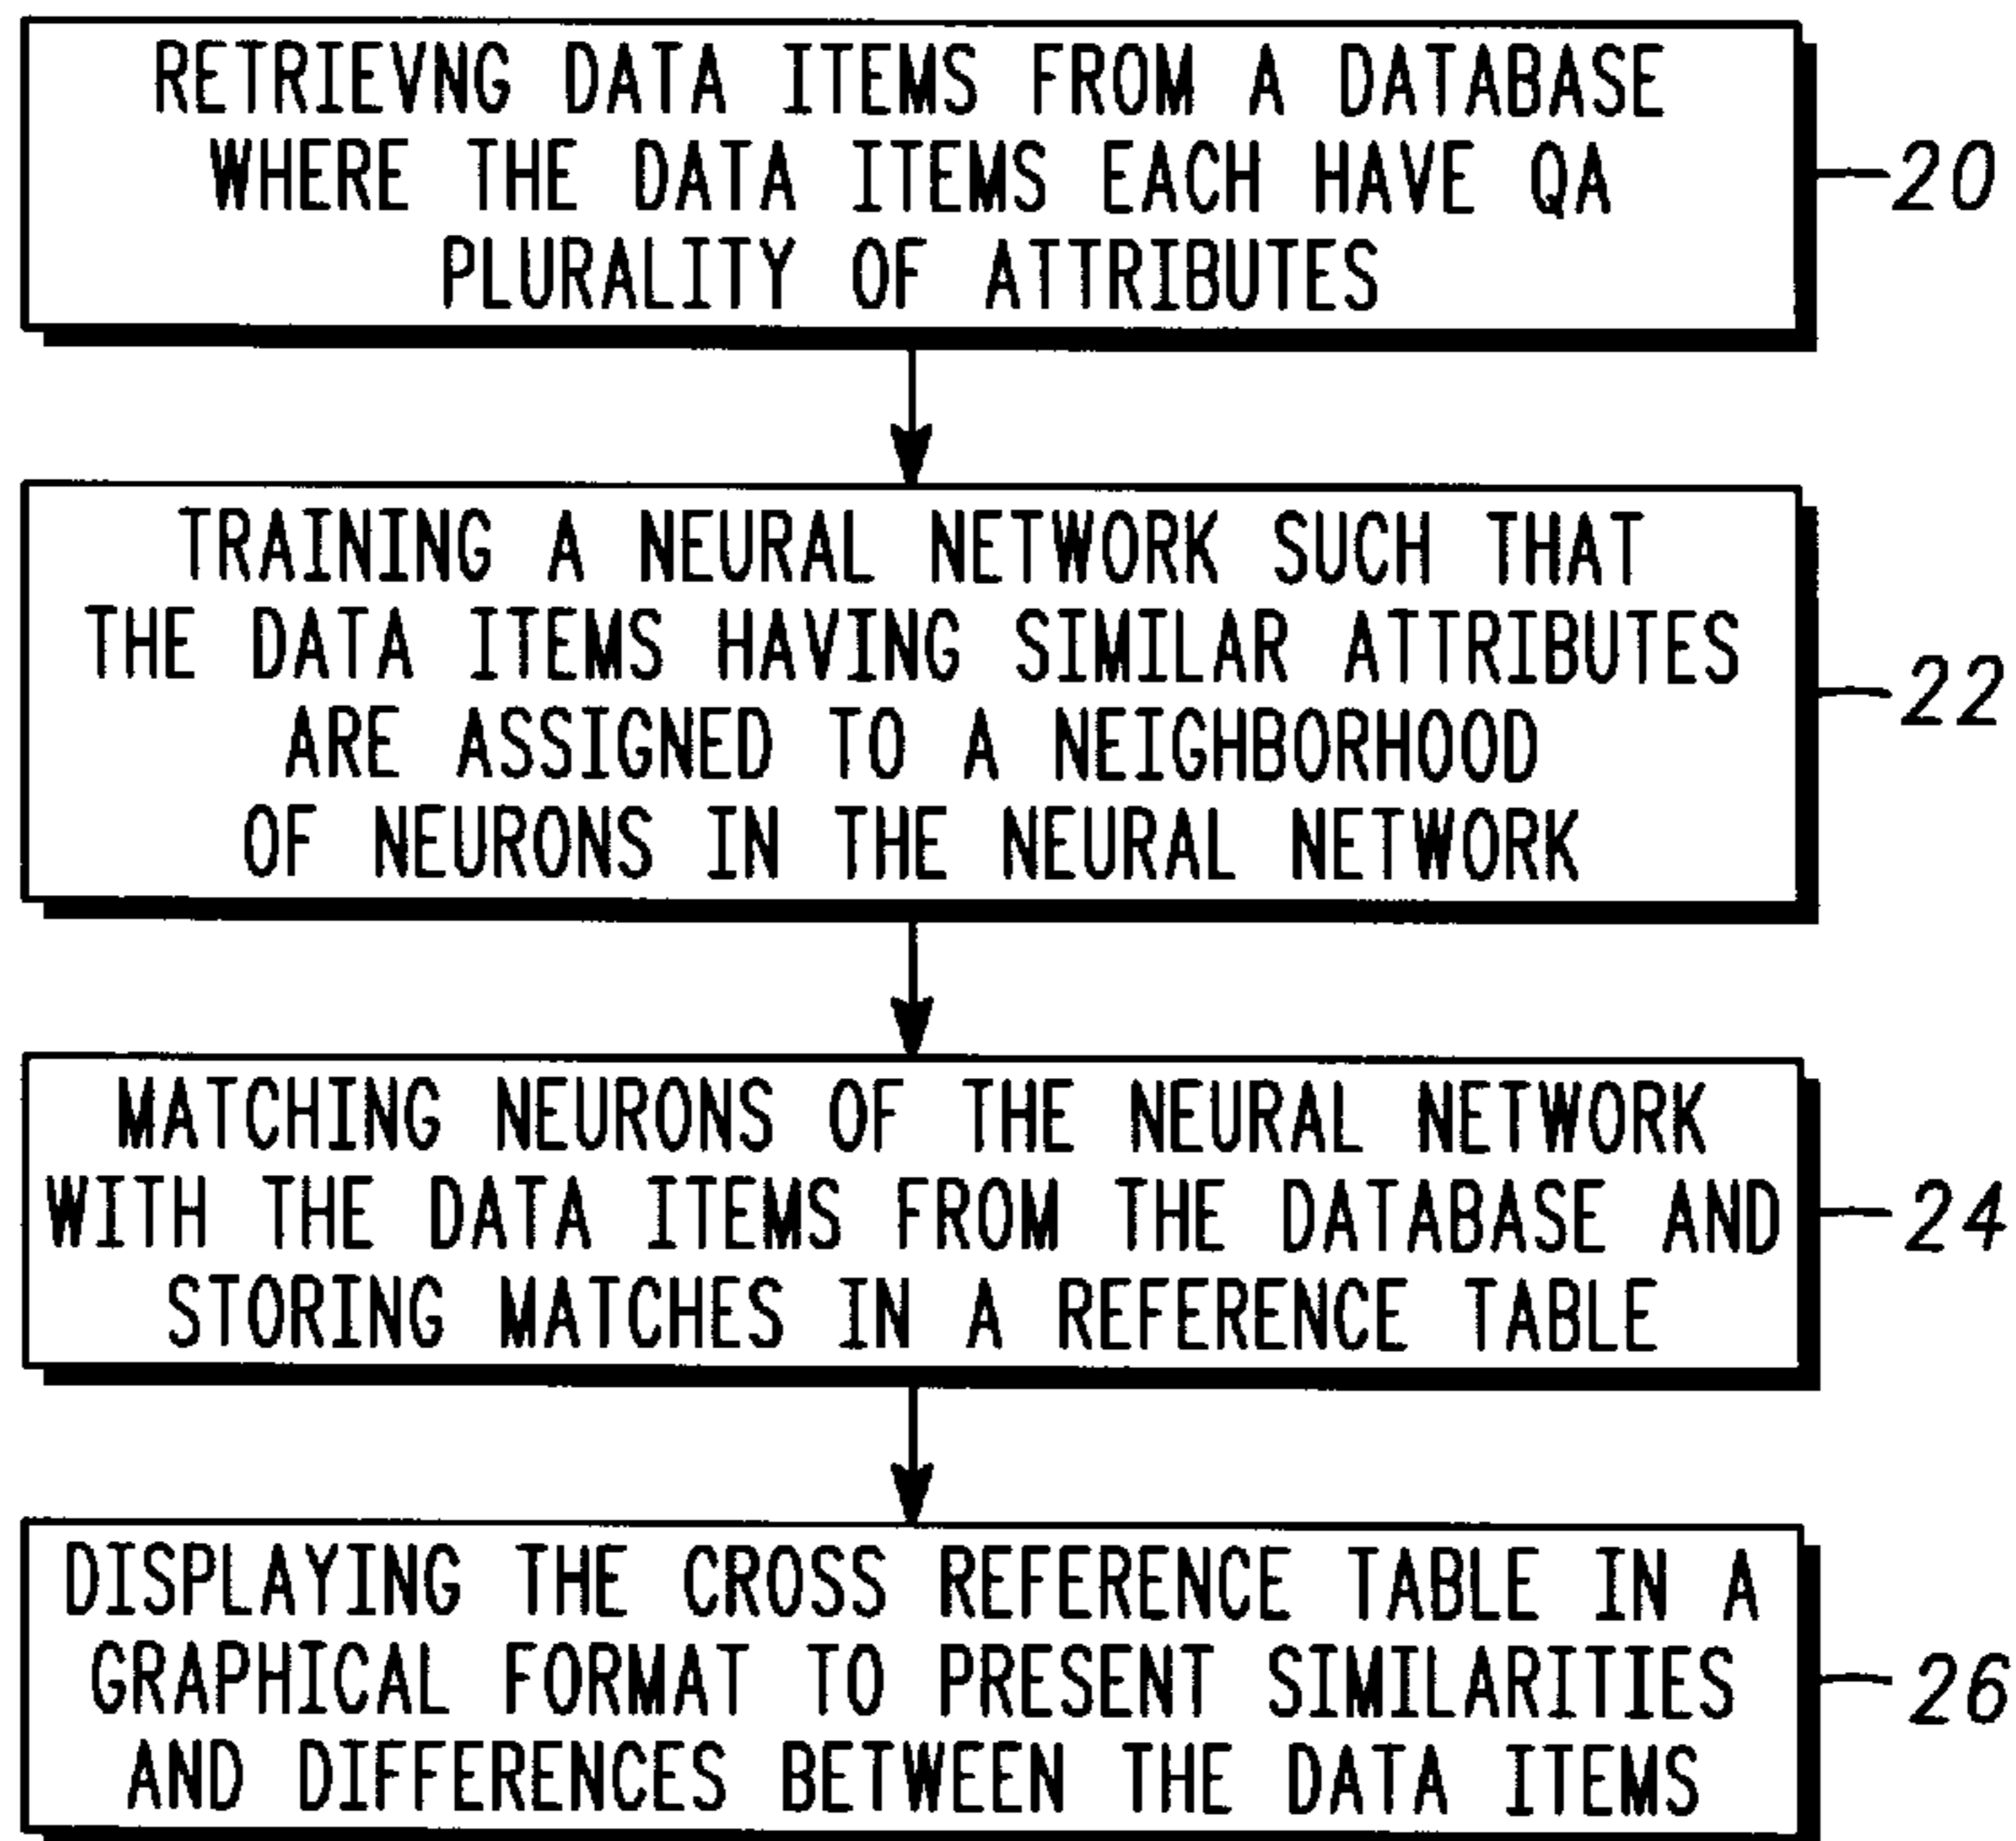 RETRIEVNG DATA ITEMS FROM A DATABASE
WHERE THE DATA ITEMS EACH HAVE QA
PLURALITY OF ATTRIBUTES
20
TRAINING A NEURAL NETWORK SUCH THAT
THE DATA ITEMS HAVING SIMILAR ATTRIBUTES
ARE ASSIGNED TO A NEIGHBORHOOD
OF NEURONS IN THE NEURAL NETWORK
22
MATCHING NEURONS OF THE NEURAL NETWORK
WITH THE DATA ITEMS FROM THE DATABASE AND
STORING MATCHES IN A REFERENCE TABLE
24
DISPLAYING THE CROSS REFERENCE TABLE IN A
GRAPHICAL FORMAT TO PRESENT SIMILARITIES
AND DIFFERENCES BETWEEN THE DATA ITEMS
26